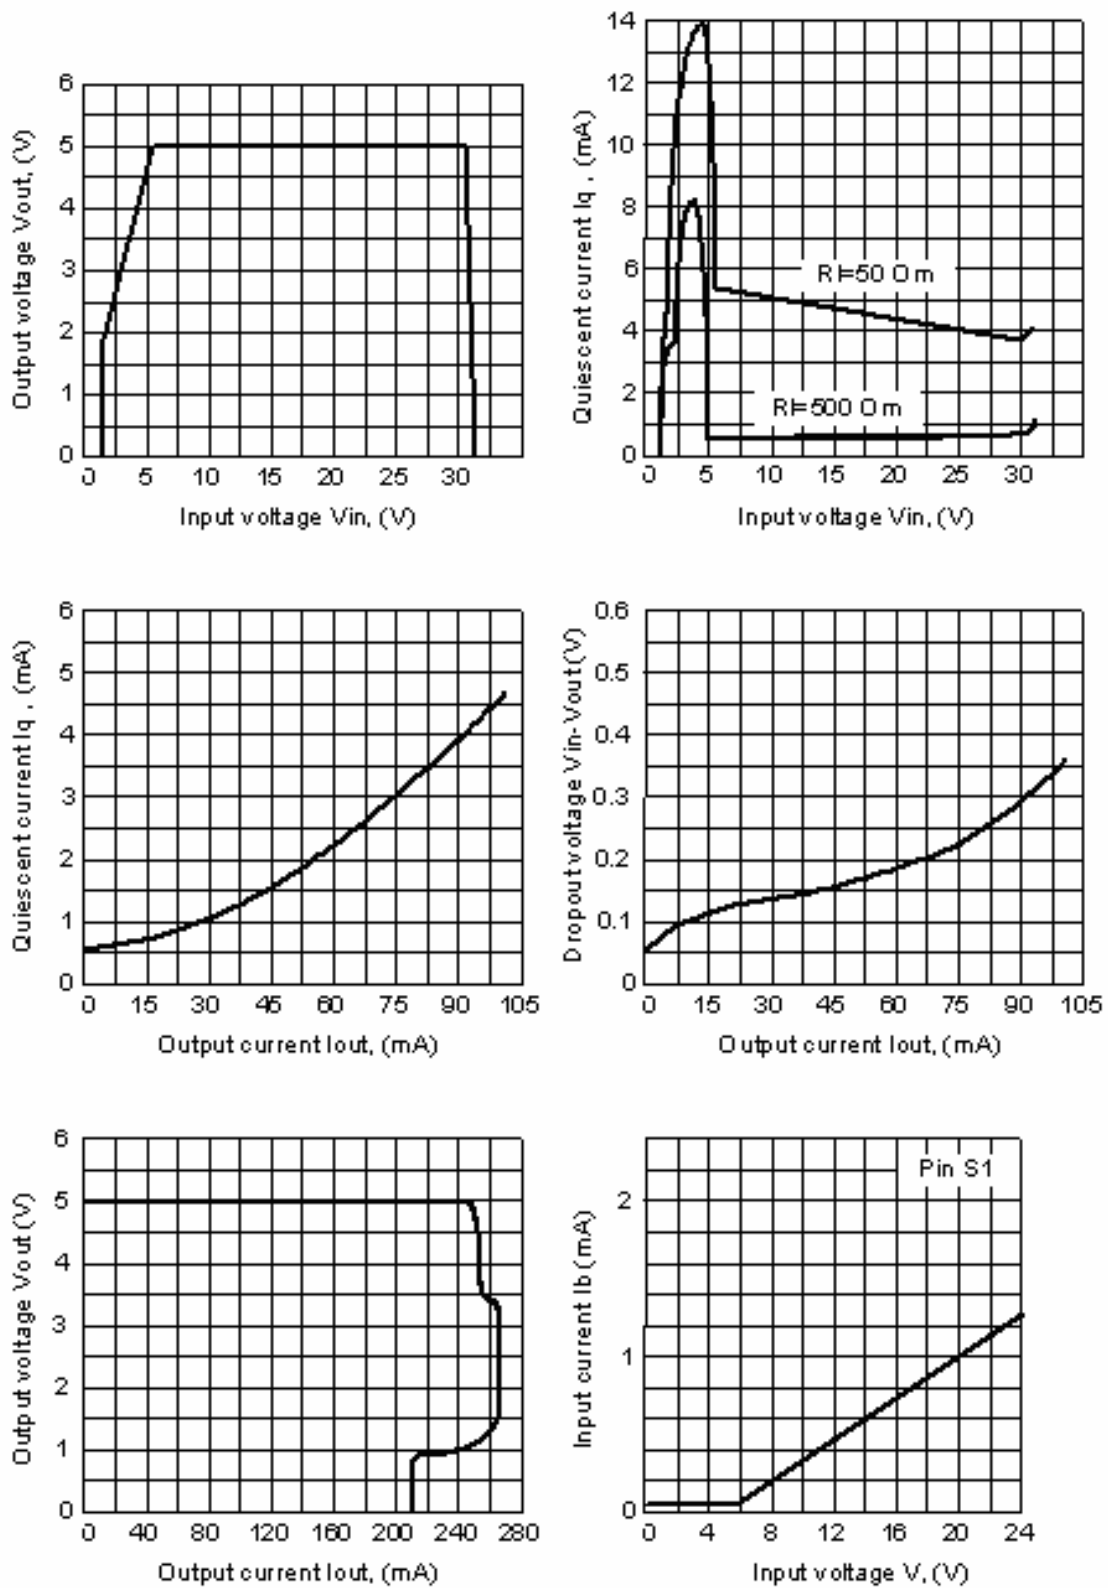 6
5
4
3
2
1
0
Output voltage Vout, (V)
0 5 10 15 20 25 30
Input voltage Vin, (V)
14
12
10
8
6
4
2
0
Quiescent current Iq , (mA)
Rl=50 Om
Rl=500 Om
0 5 10 15 20 25 30
Input voltage Vin, (V)
6
5
4
3
2
1
0
Quiescent current Iq , (mA)
0 15 30 45 60 75 90 105
Output current Iout, (mA)
0.6
0.5
0.4
0.3
0.2
0.1
0
Dropout voltage Vin-Vout(V)
0 15 30 45 60 75 90 105
Output current Iout, (mA)
6
5
4
3
2
1
0
Output voltage Vout (V)
0 40 80 120 160 200 240 280
Output current Iout, (mA)
Pin S1
2
1
0
Input current Ib (mA)
0 4 8 12 16 20 24
Input voltage V, (V)